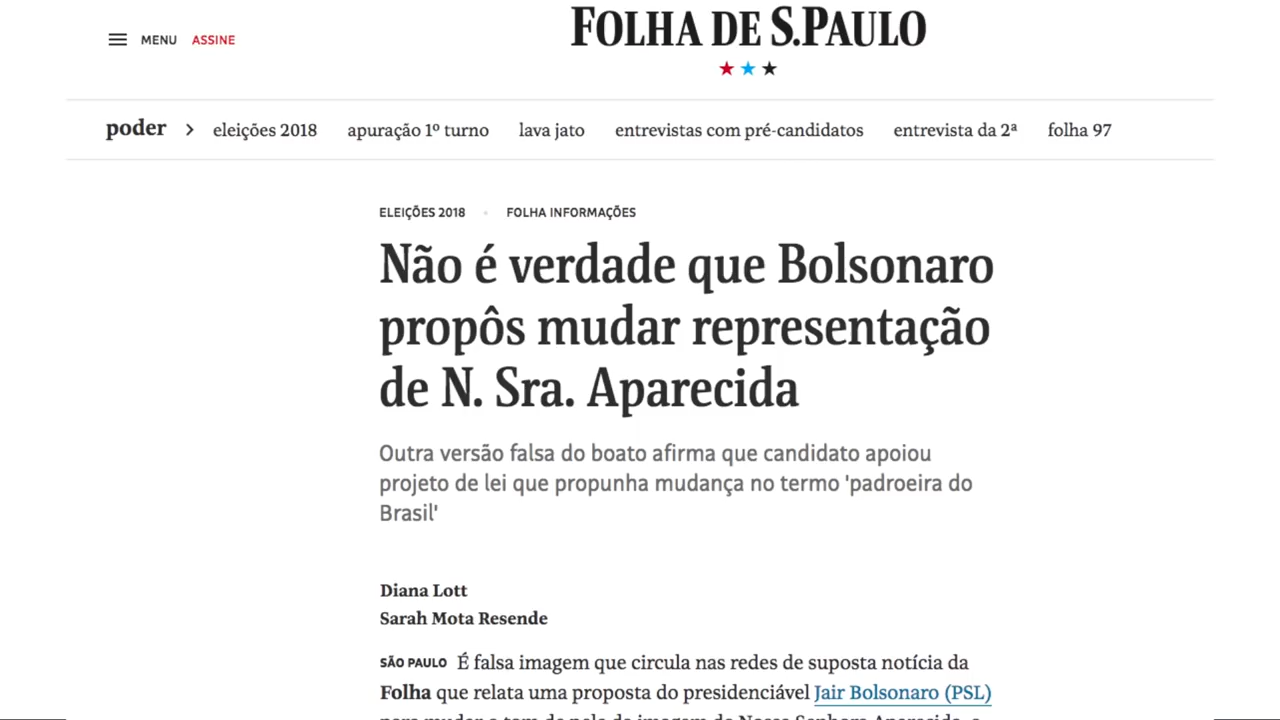 FOLHA DE S.PAULO
MENU ASSINE
poder > eleições 2018 apuração 1º turno lava jato entrevistas com pré-candidatos entrevista da 2ª folha 97
ELEIÇÕES 2018 • FOLHA INFORMAÇÕES
Não é verdade que Bolsonaro
propôs mudar representação
de N. Sra. Aparecida
Outra versão falsa do boato afirma que candidato apoiou
projeto de lei que propunha mudança no termo 'padroeira do
Brasil'
Diana Lott
Sarah Mota Resende
SÃO PAULO É falsa imagem que circula nas redes de suposta notícia da
Folha que relata uma proposta do presidenciável Jair Bolsonaro (PSL)